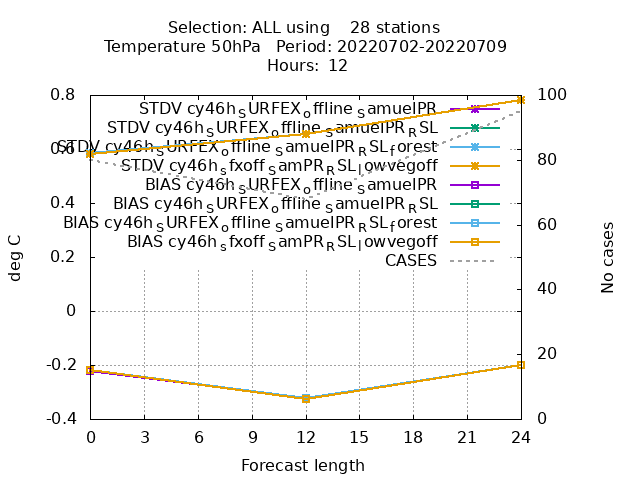 Selection: ALL using    28 stations
Temperature 50hPa   Period: 20220702-20220709
Hours: 12
deg C
No cases
0.8
0.6
0.4
0.2
0
-0.2
-0.4
100
80
60
40
20
0
STDV cy46h_SURFEX_offline_SamuelPR
STDV cy46h_SURFEX_offline_SamuelPR_RSL
STDV cy46h_SURFEX_offline_SamuelPR_RSL_forest
STDV cy46h_sfxoff_SamPR_RSL_lowvegoff
BIAS cy46h_SURFEX_offline_SamuelPR
BIAS cy46h_SURFEX_offline_SamuelPR_RSL
BIAS cy46h_SURFEX_offline_SamuelPR_RSL_forest
BIAS cy46h_sfxoff_SamPR_RSL_lowvegoff
CASES
0 3 6 9 12 15 18 21 24
Forecast length